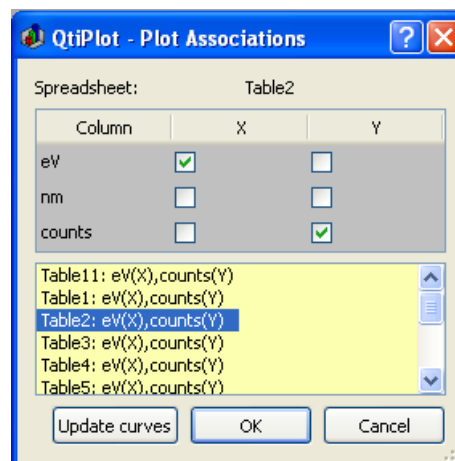 QtiPlot - Plot Associations
Spreadsheet: Table2
Column X Y
eV
nm
counts
Table11: eV(X),counts(Y)
Table1: eV(X),counts(Y)
Table2: eV(X),counts(Y)
Table3: eV(X),counts(Y)
Table4: eV(X),counts(Y)
Table5: eV(X),counts(Y)
Update curves OK Cancel